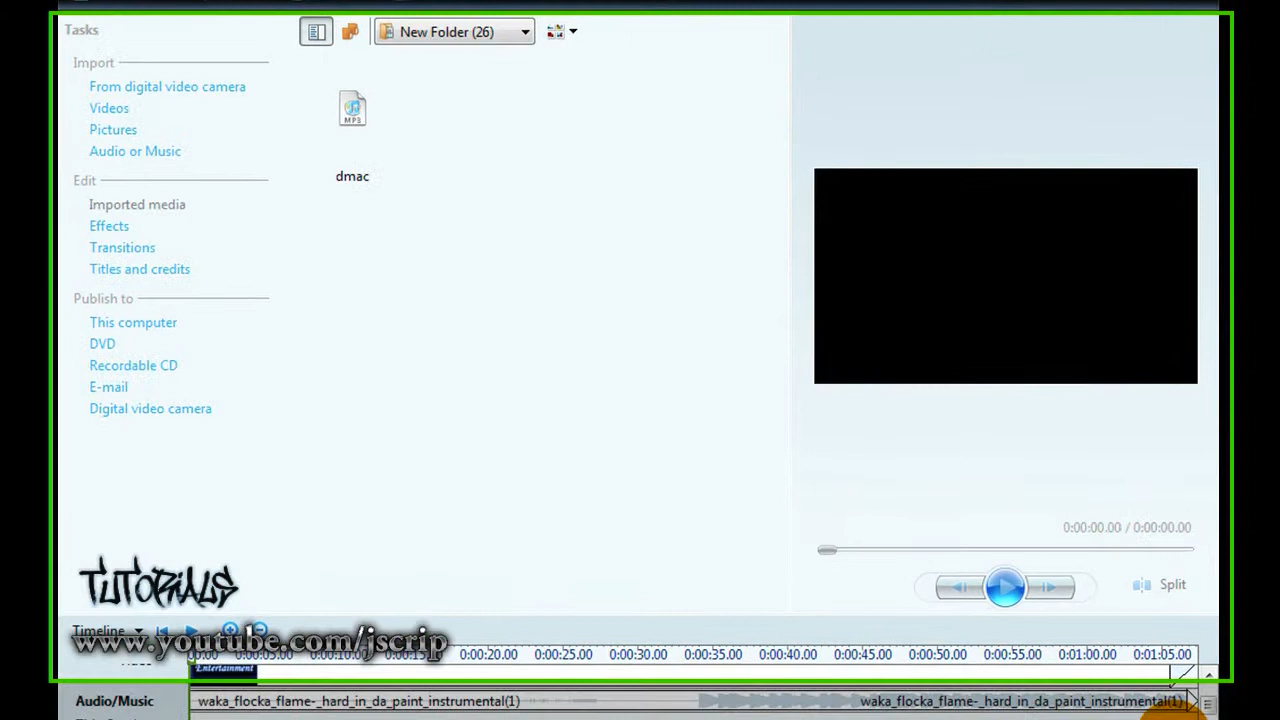 Tasks
New Folder (26)
Import
From digital video camera
Videos
Pictures
Audio or Music
MP3
dmac
Edit
Imported media
Effects
Transitions
Titles and credits
Publish to
This computer
DVD
Recordable CD
E-mail
Digital video camera
0:00:00.00 / 0:00:00.00
Split
TUTORIALS
Timeline
www.youtube.com/jscrip
0:00:20.00 0:00:25.00 0:00:30.00 0:00:35.00 0:00:40.00 0:00:45.00 0:00:50.00 0:00:55.00 0:01:00.00 0:01:05.00
Entertainment
Audio/Music
waka_flocka_flame-_hard_in_da_paint_instrumental(1)
waka_flocka_flame-_hard_in_da_paint_instrumental(1)